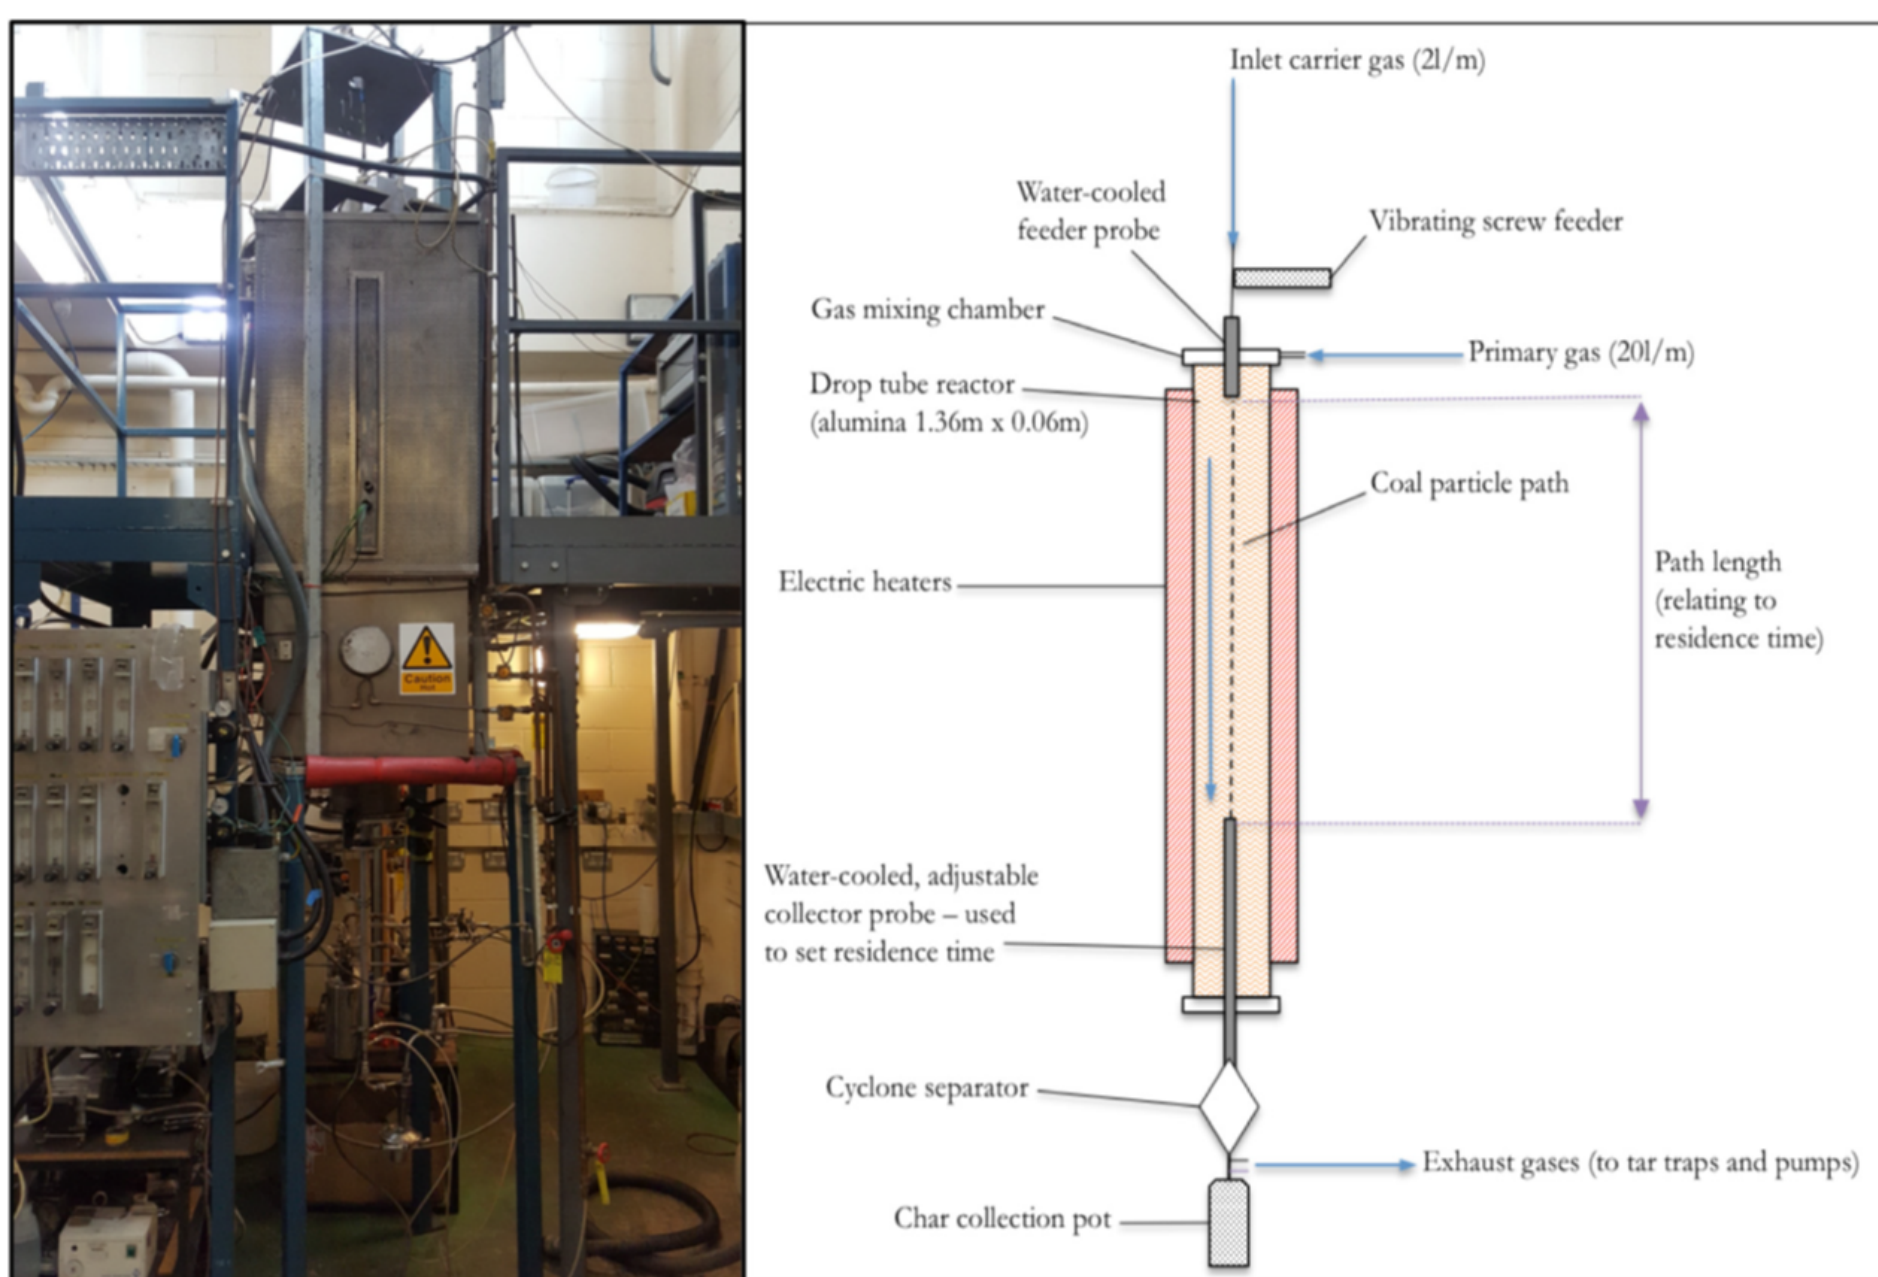 Inlet carrier gas (2l/m)
Water-cooled
feeder probe
Vibrating screw feeder
Gas mixing chamber
Primary gas (20l/m)
Drop tube reactor
(alumina 1.36m x 0.06m)
Coal particle path
Electric heaters
Path length
(relating to
residence time)
Caution
Hot
Water-cooled, adjustable
collector probe – used
to set residence time
Cyclone separator
Exhaust gases (to tar traps and pumps)
Char collection pot